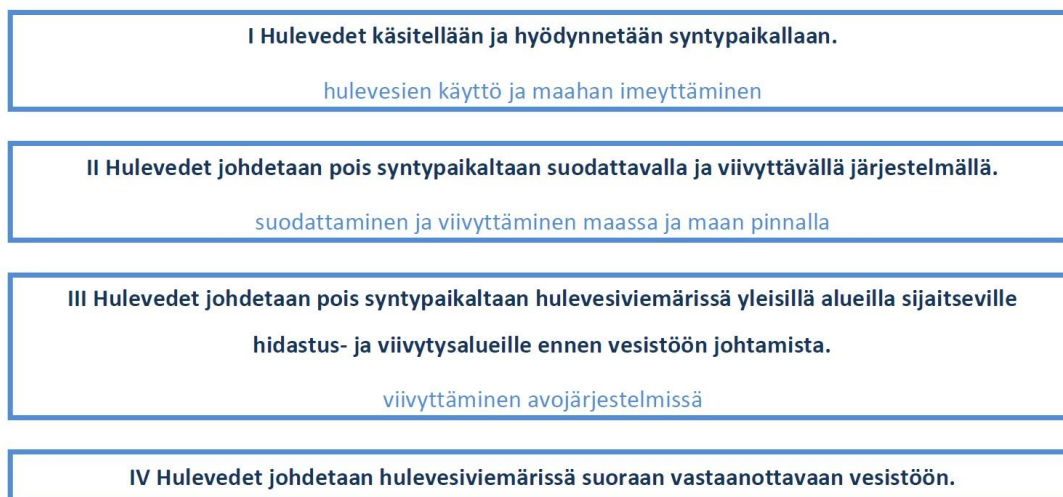 I Hulevedet käsitellään ja hyödynnetään syntypaikallaan.
hulevesien käyttö ja maahan imeyttäminen
II Hulevedet johdetaan pois syntypaikaltaan suodattavalla ja viivyttävällä järjestelmällä.
suodattaminen ja viivyttäminen maassa ja maan pinnalla
III Hulevedet johdetaan pois syntypaikaltaan hulevesiviemärissä yleisillä alueilla sijaitseville
hidastus- ja viivytysalueille ennen vesistöön johtamista.
viivyttäminen avojärjestelmissä
IV Hulevedet johdetaan hulevesiviemärissä suoraan vastaanottavaan vesistöön.